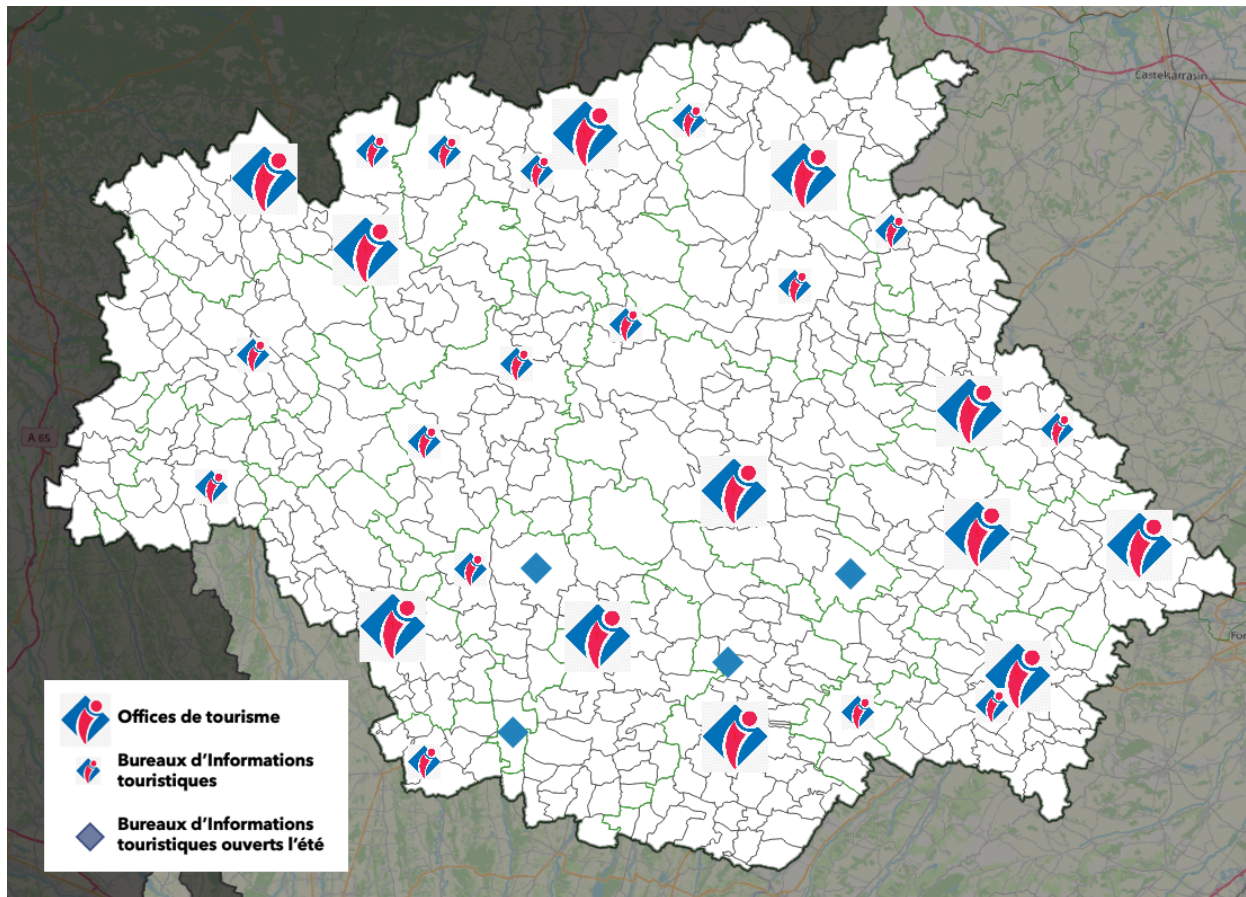 Castelsarrasin
A 65
Offices de tourisme
Bureaux d'Informations
touristiques
Bureaux d'Informations
touristiques ouverts l'été